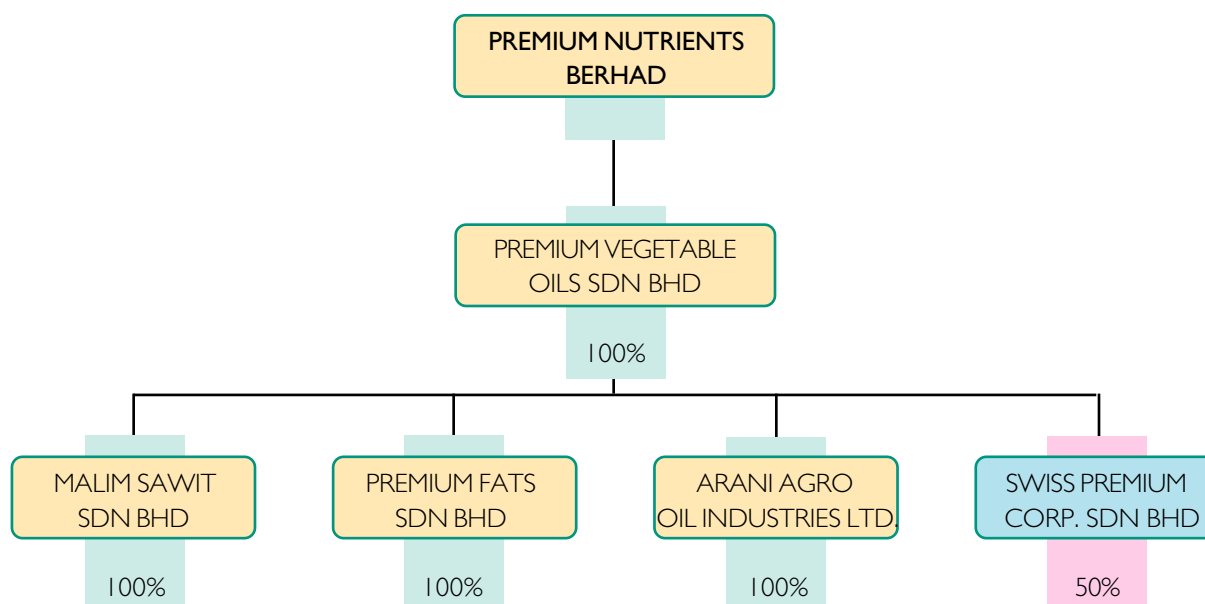 PREMIUM NUTRIENTS
BERHAD
PREMIUM VEGETABLE
OILS SDN BHD
100%
MALIM SAWIT
SDN BHD
100%
PREMIUM FATS
SDN BHD
100%
ARANI AGRO
OIL INDUSTRIES LTD.
100%
SWISS PREMIUM
CORP. SDN BHD
50%